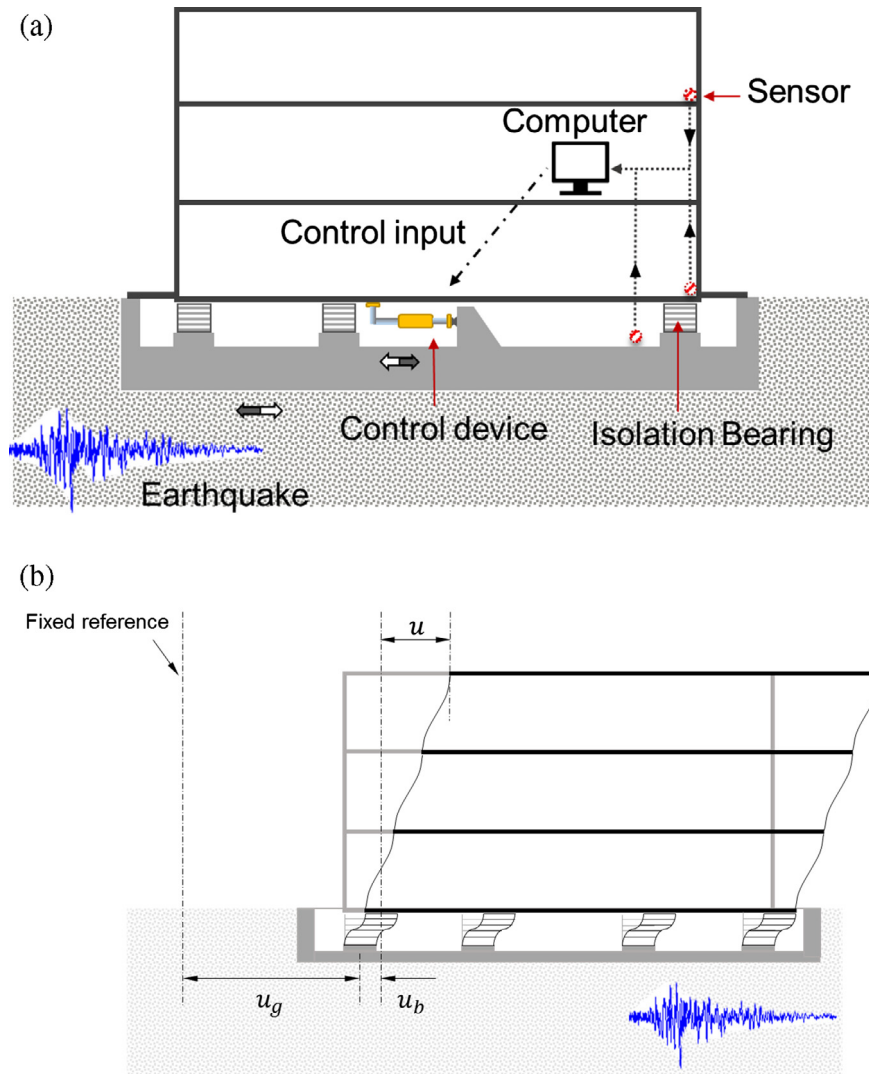 (a)
Sensor
Computer
Control input
Control device
Isolation Bearing
Earthquake
(b)
Fixed reference
u
u_g
u_b